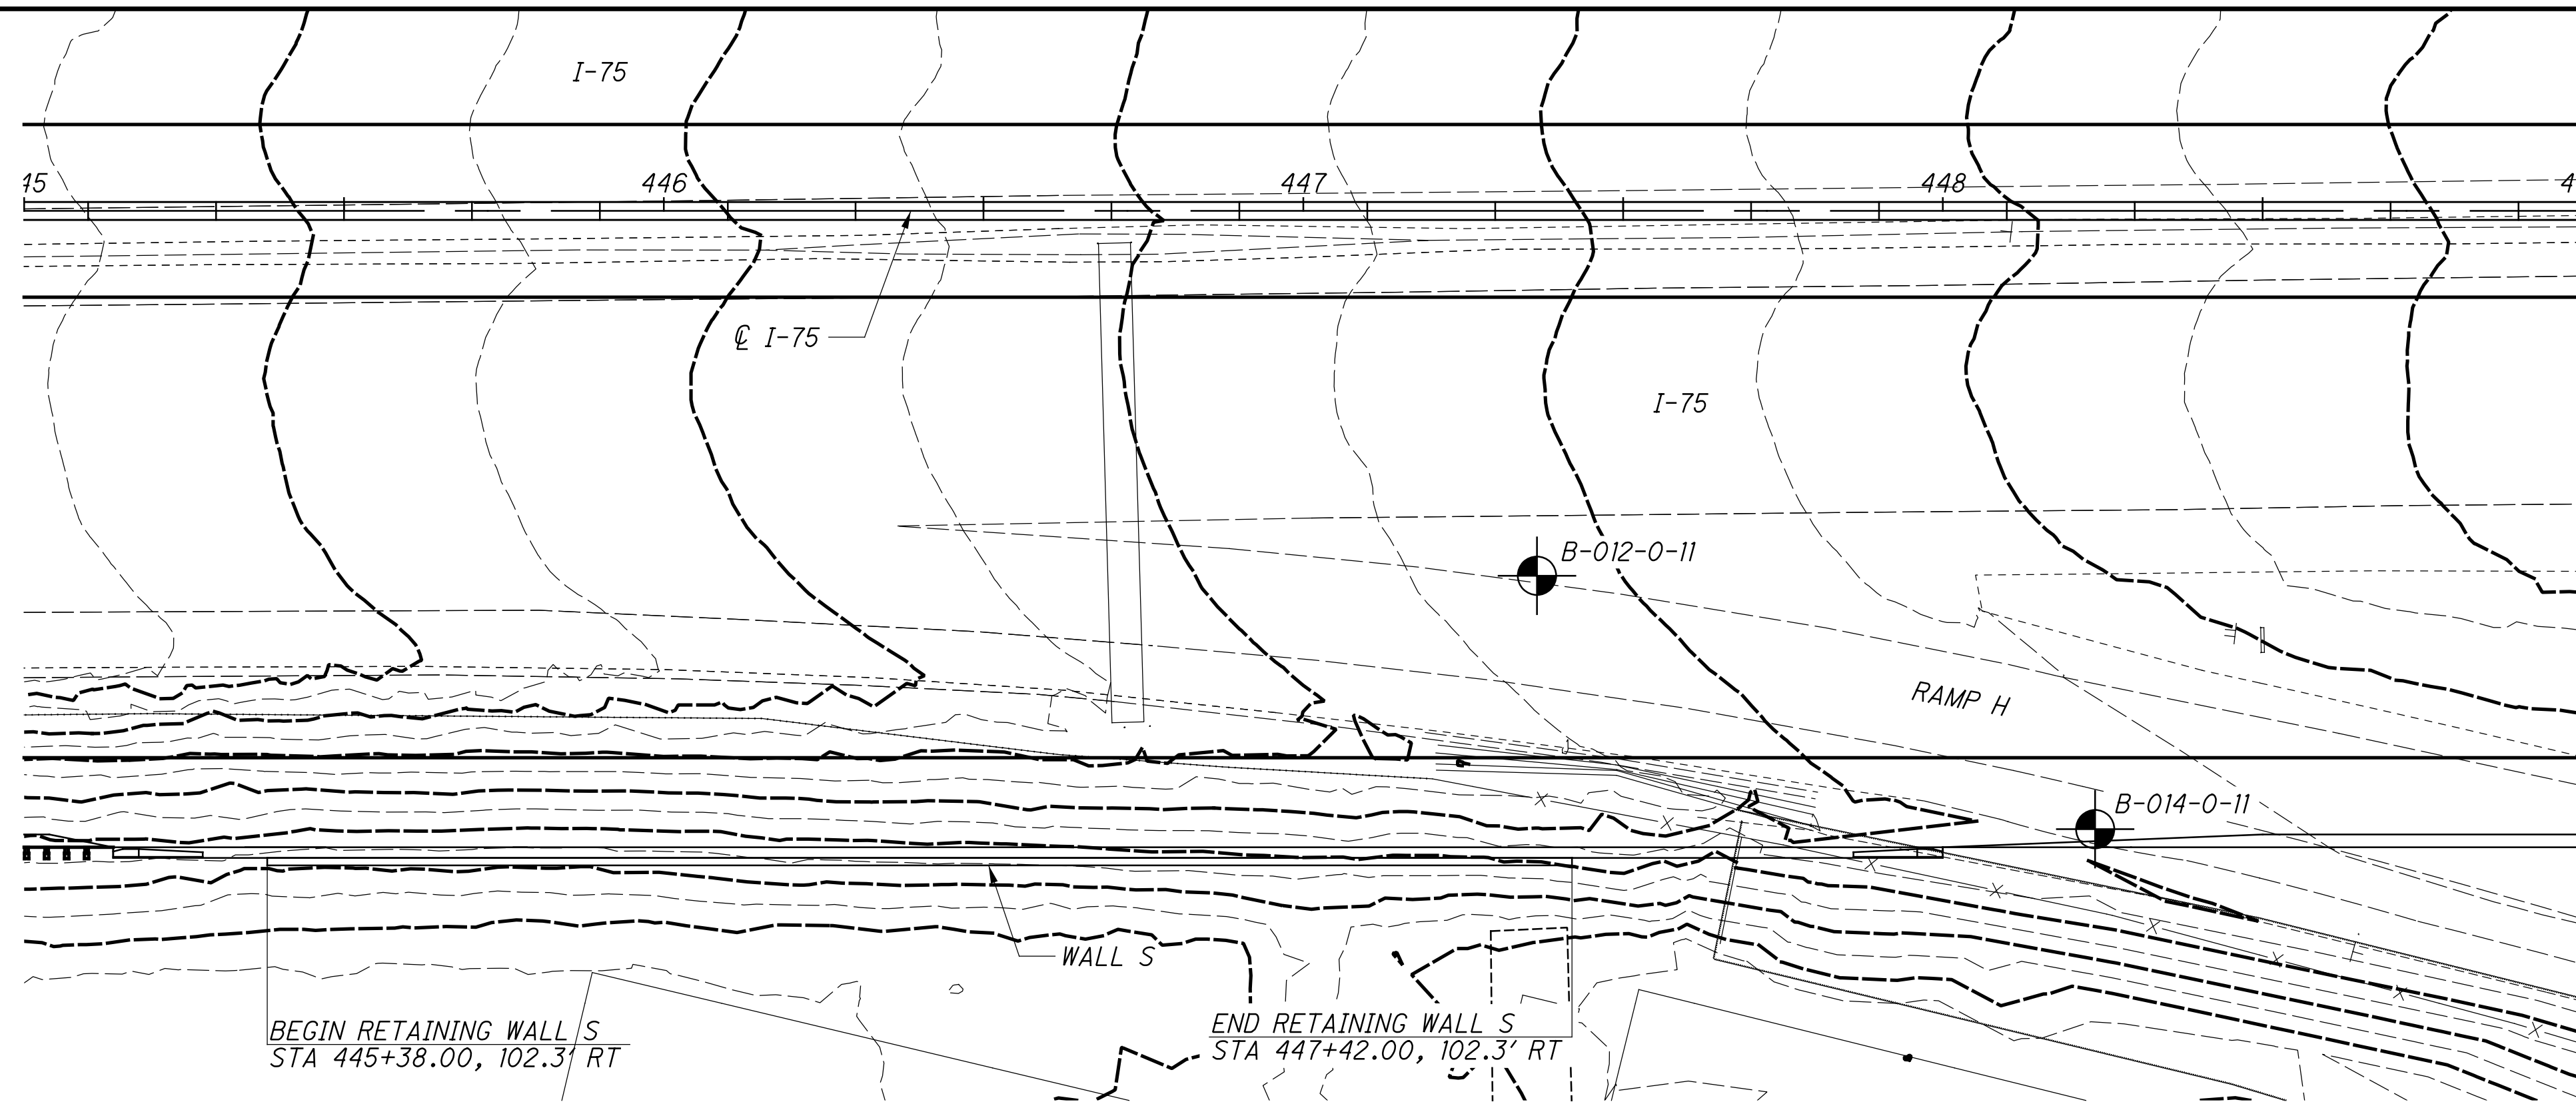 I-75
45 446 447 448 4
℄ I-75
I-75
B-012-0-11
RAMP H
B-014-0-11
WALL S
BEGIN RETAINING WALL S
STA 445+38.00, 102.3' RT
END RETAINING WALL S
STA 447+42.00, 102.3' RT